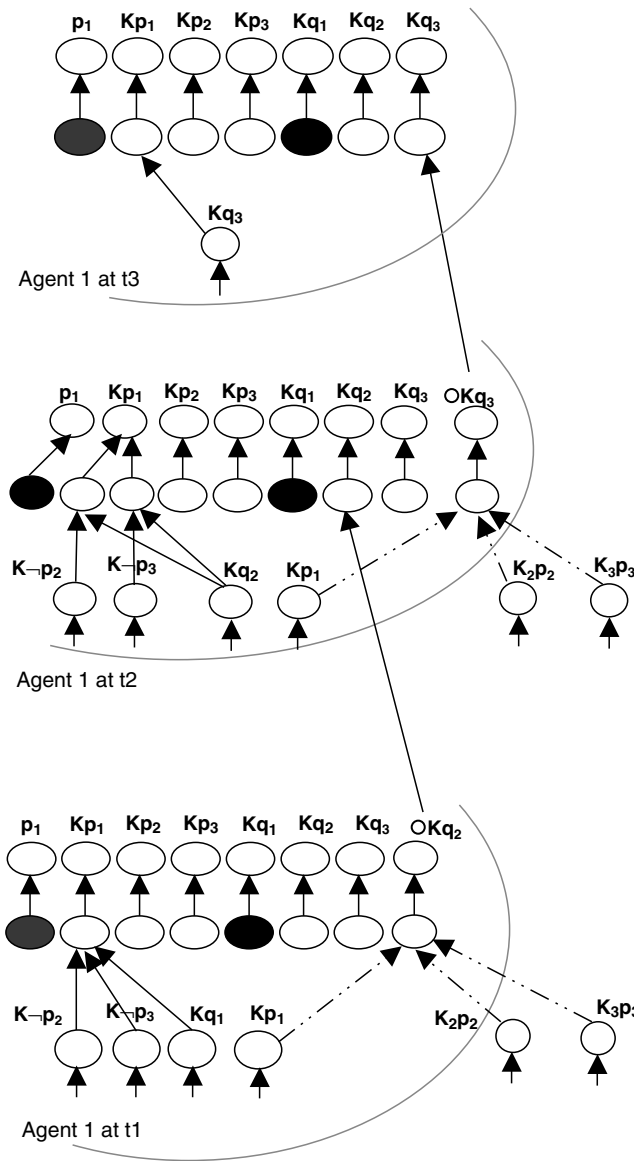 p₁ Kp₁ Kp₂ Kp₃ Kq₁ Kq₂ Kq₃
Kq₃
Agent 1 at t3
p₁ Kp₁ Kp₂ Kp₃ Kq₁ Kq₂ Kq₃ ○Kq₃
K¬p₂ K¬p₃ Kq₂ Kp₁ K₂p₂ K₃p₃
Agent 1 at t2
p₁ Kp₁ Kp₂ Kp₃ Kq₁ Kq₂ Kq₃ ○Kq₂
K¬p₂ K¬p₃ Kq₁ Kp₁ K₂p₂ K₃p₃
Agent 1 at t1